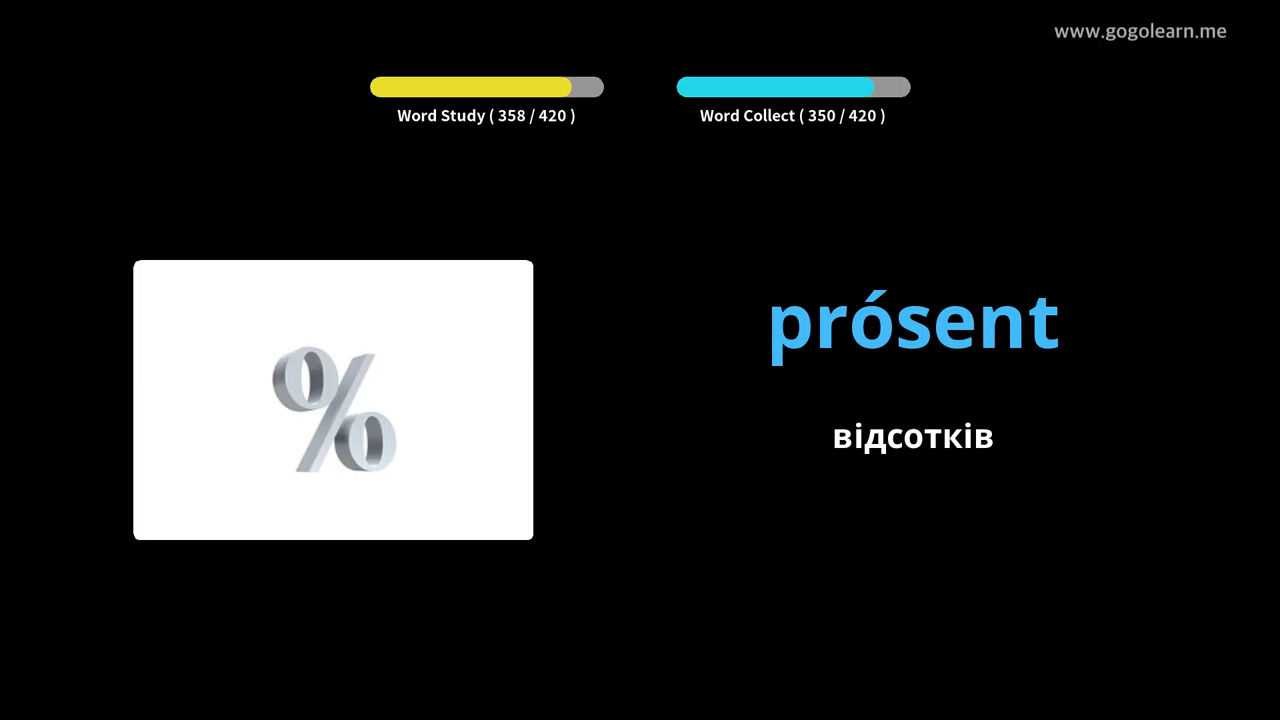 www.gogolearn.me
Word Study ( 358 / 420 )
Word Collect ( 350 / 420 )
%
prósent
відсотків